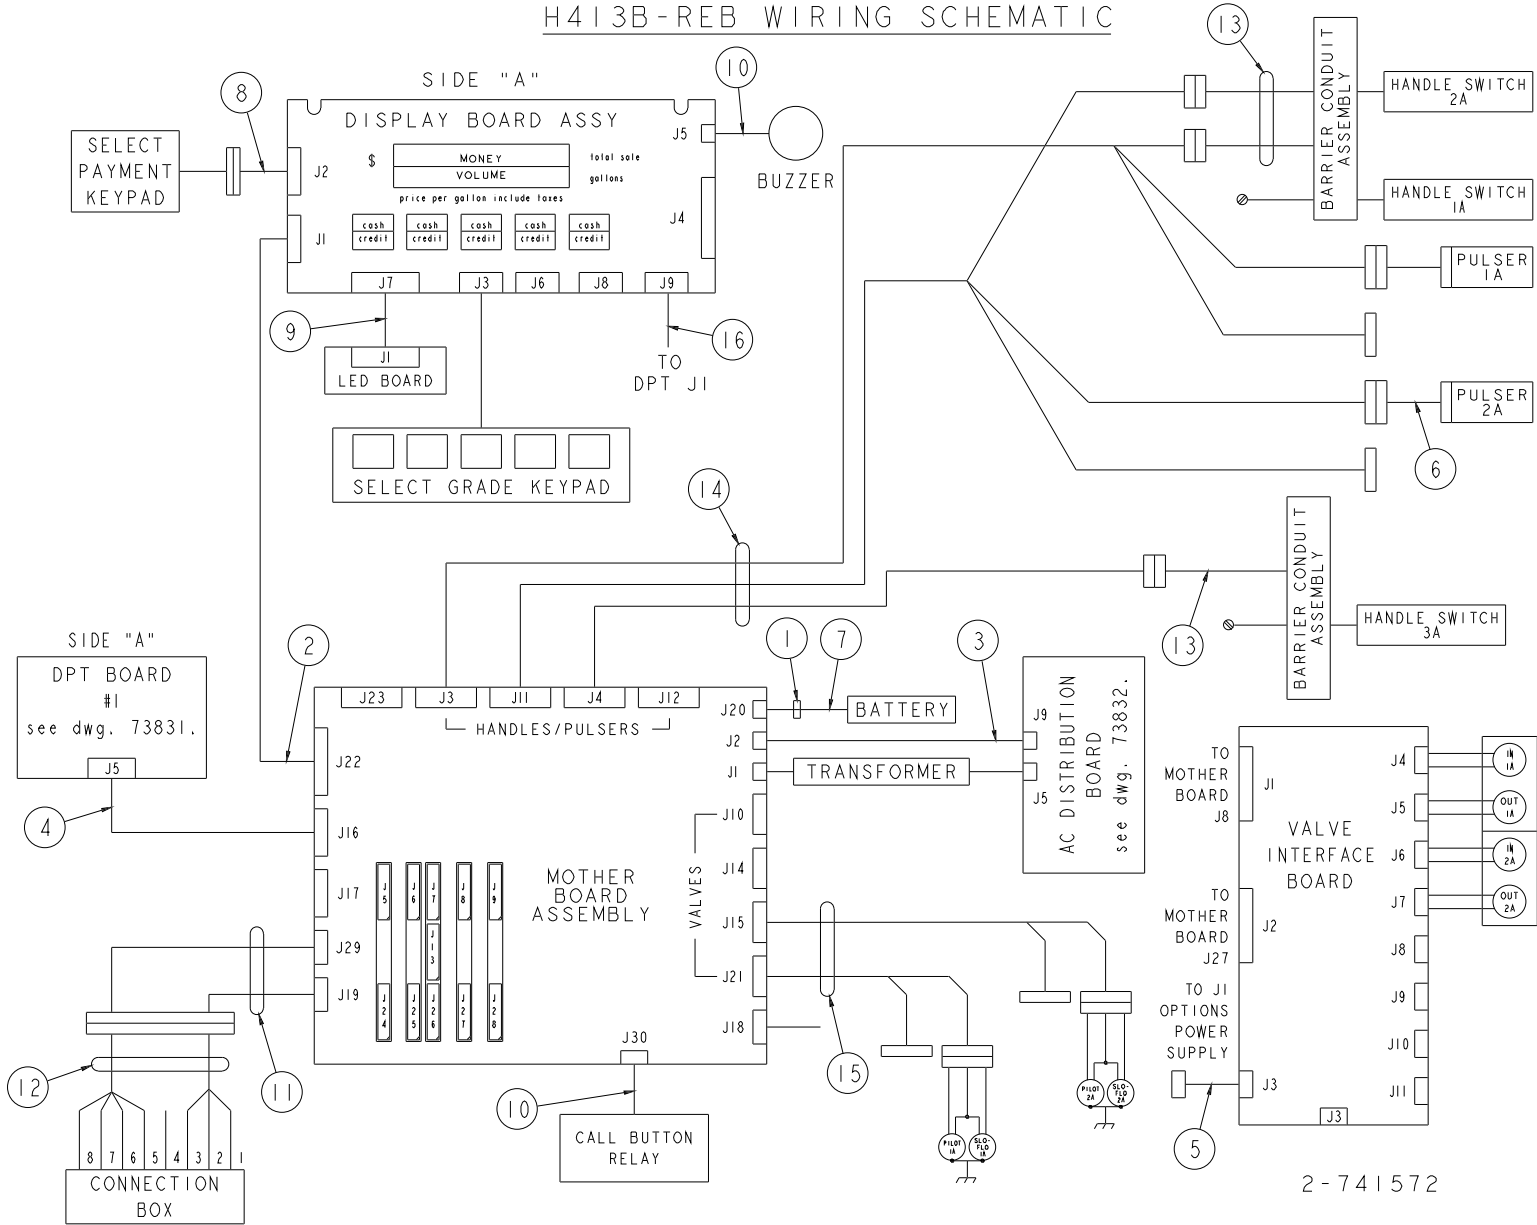 H413B-REB WIRING SCHEMATIC
SIDE "A"
DISPLAY BOARD ASSY
$
MONEY
VOLUME
total sale
gallons
price per gallon include taxes
cash
credit
cash
credit
cash
credit
cash
credit
cash
credit
J2
J1
J5
J4
J7
J3
J6
J8
J9
8
SELECT
PAYMENT
KEYPAD
10
BUZZER
9
J1
LED BOARD
16
TO
DPT J1
SELECT GRADE KEYPAD
13
BARRIER CONDUIT
ASSEMBLY
HANDLE SWITCH
2A
HANDLE SWITCH
1A
PULSER
1A
PULSER
2A
6
14
13
BARRIER CONDUIT
ASSEMBLY
HANDLE SWITCH
3A
SIDE "A"
DPT BOARD
#1
see dwg. 73831.
J5
4
2
J23
J3
J11
J4
J12
HANDLES/PULSERS
J22
J16
J17
J29
J19
J20
J2
J1
J10
J14
J15
J21
J18
VALVES
J30
MOTHER
BOARD
ASSEMBLY
J5
J6
J7
J8
J9
J13
J24
J25
J26
J27
J28
1
7
BATTERY
3
TRANSFORMER
J9
J5
AC DISTRIBUTION
BOARD
see dwg. 73832.
15
PILOT
2A
SLO-
FLO
2A
PILOT
1A
SLO-
FLO
1A
11
12
8
7
6
5
4
3
2
1
CONNECTION
BOX
10
CALL BUTTON
RELAY
TO
MOTHER
BOARD
J8
J1
TO
MOTHER
BOARD
J27
J2
TO J1
OPTIONS
POWER
SUPPLY
J3
5
VALVE
INTERFACE
BOARD
J3
J4
J5
J6
J7
J8
J9
J10
J11
IN
1A
OUT
1A
IN
2A
OUT
2A
2-741572